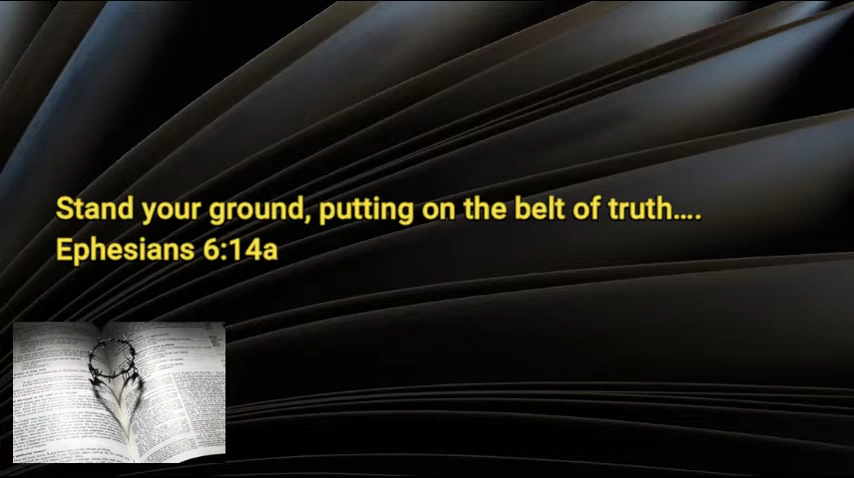 Stand your ground, putting on the belt of truth....
Ephesians 6:14a